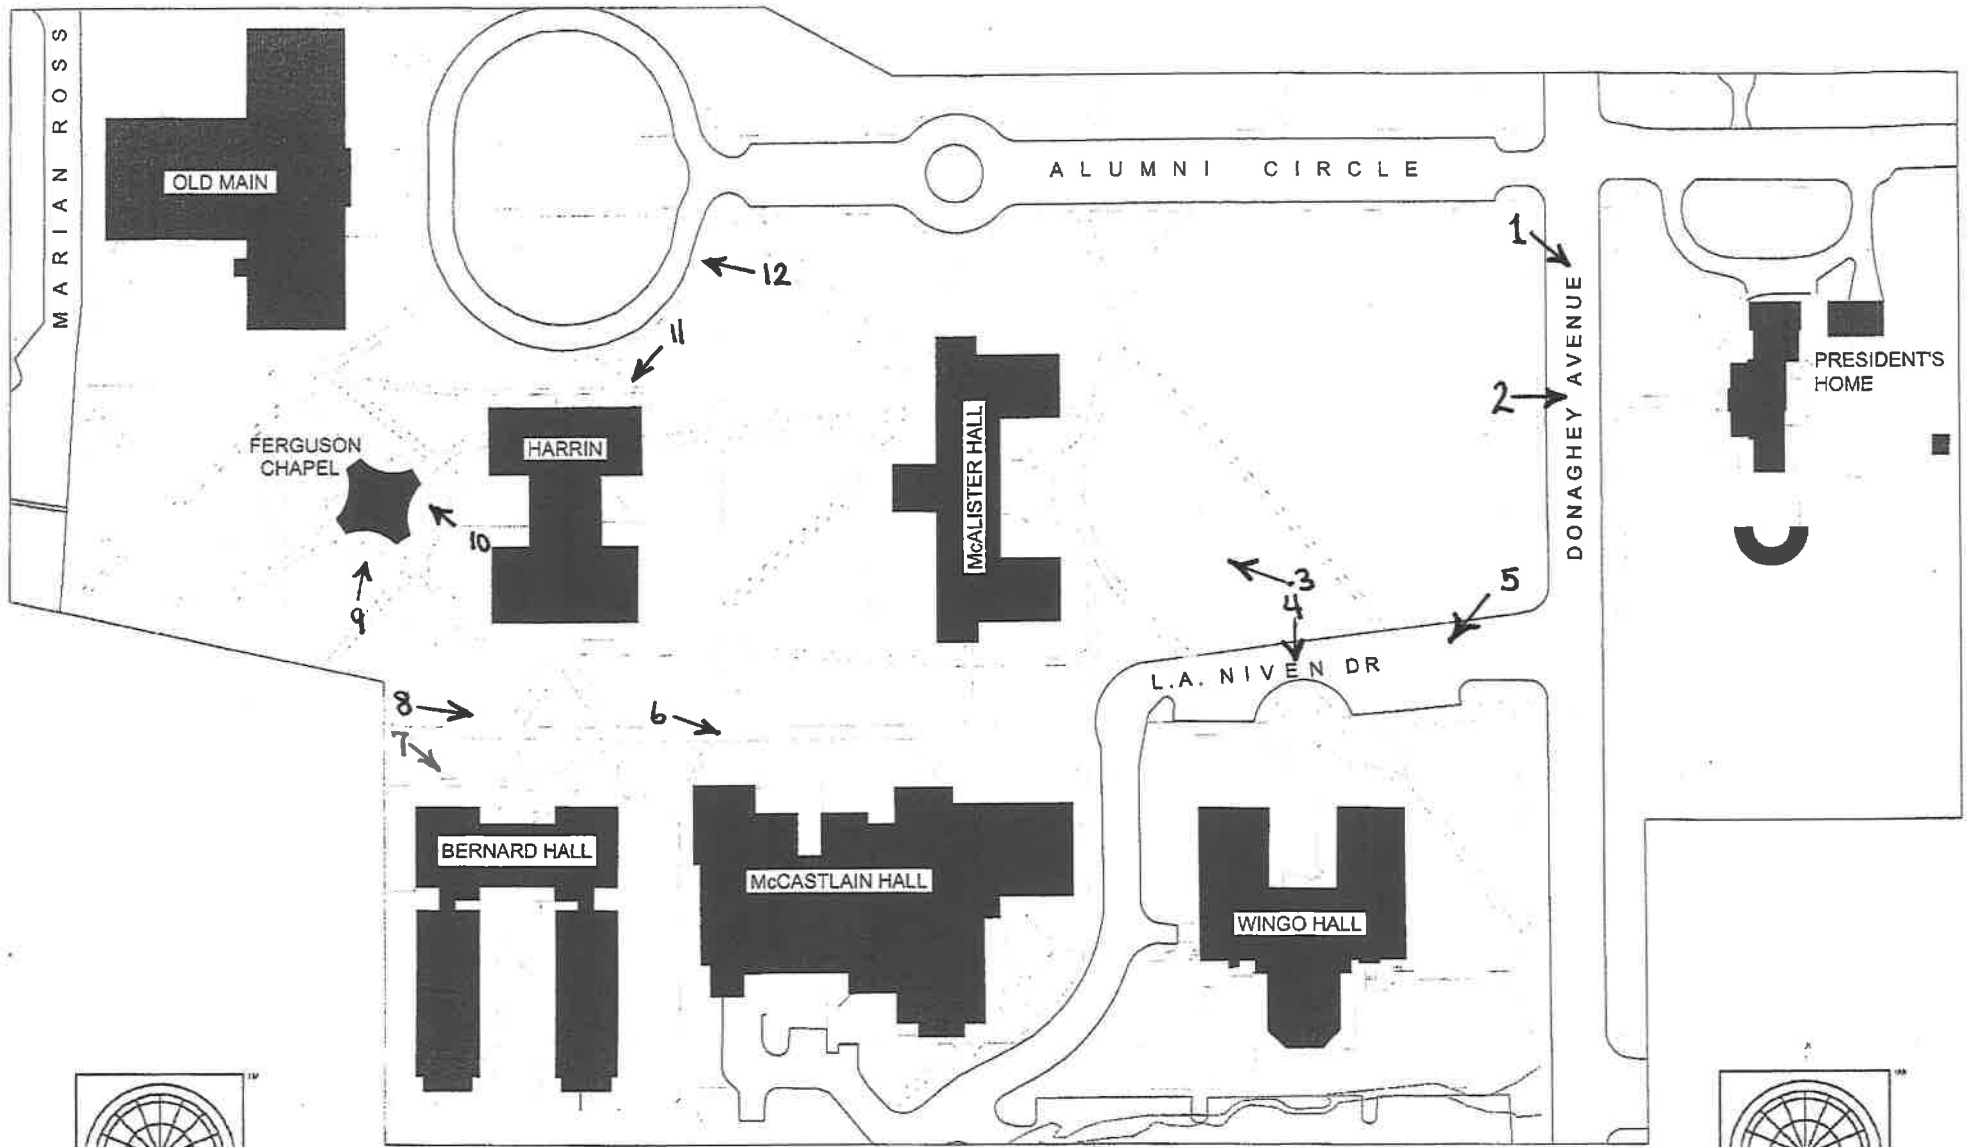 MARIAN ROSS
OLD MAIN
ALUMNI CIRCLE
1
12
DONAGHEY AVENUE
11
PRESIDENT'S
HOME
2
FERGUSON
CHAPEL
HARRIN
McALISTER HALL
10
9
3
4
5
L.A. NIVEN DR
8
6
7
BERNARD HALL
McCASTLAIN HALL
WINGO HALL